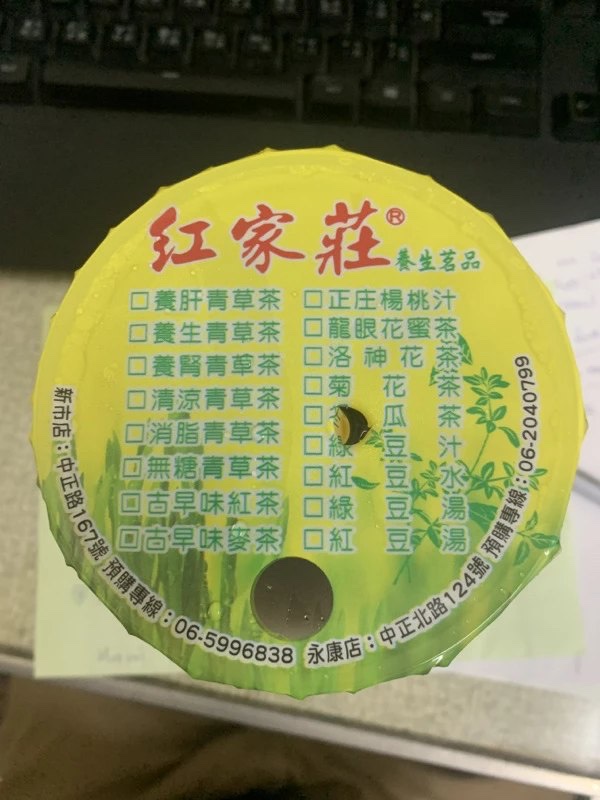 红家莊®
養生茗品
□養肝青草茶
□養生青草茶
□養腎青草茶
□清涼青草茶
□消脂青草茶
□無糖青草茶
□古早味紅茶
□古早味麥茶
□正庄楊桃汁
□龍眼花蜜茶
□洛神花茶
□菊花茶
□ 瓜茶
□綠豆汁
□紅豆水
□綠豆湯
□紅豆湯
新市店：中正路167號 預購專線：06-5996838
永康店：中正北路124號 預購專線：06-2040799